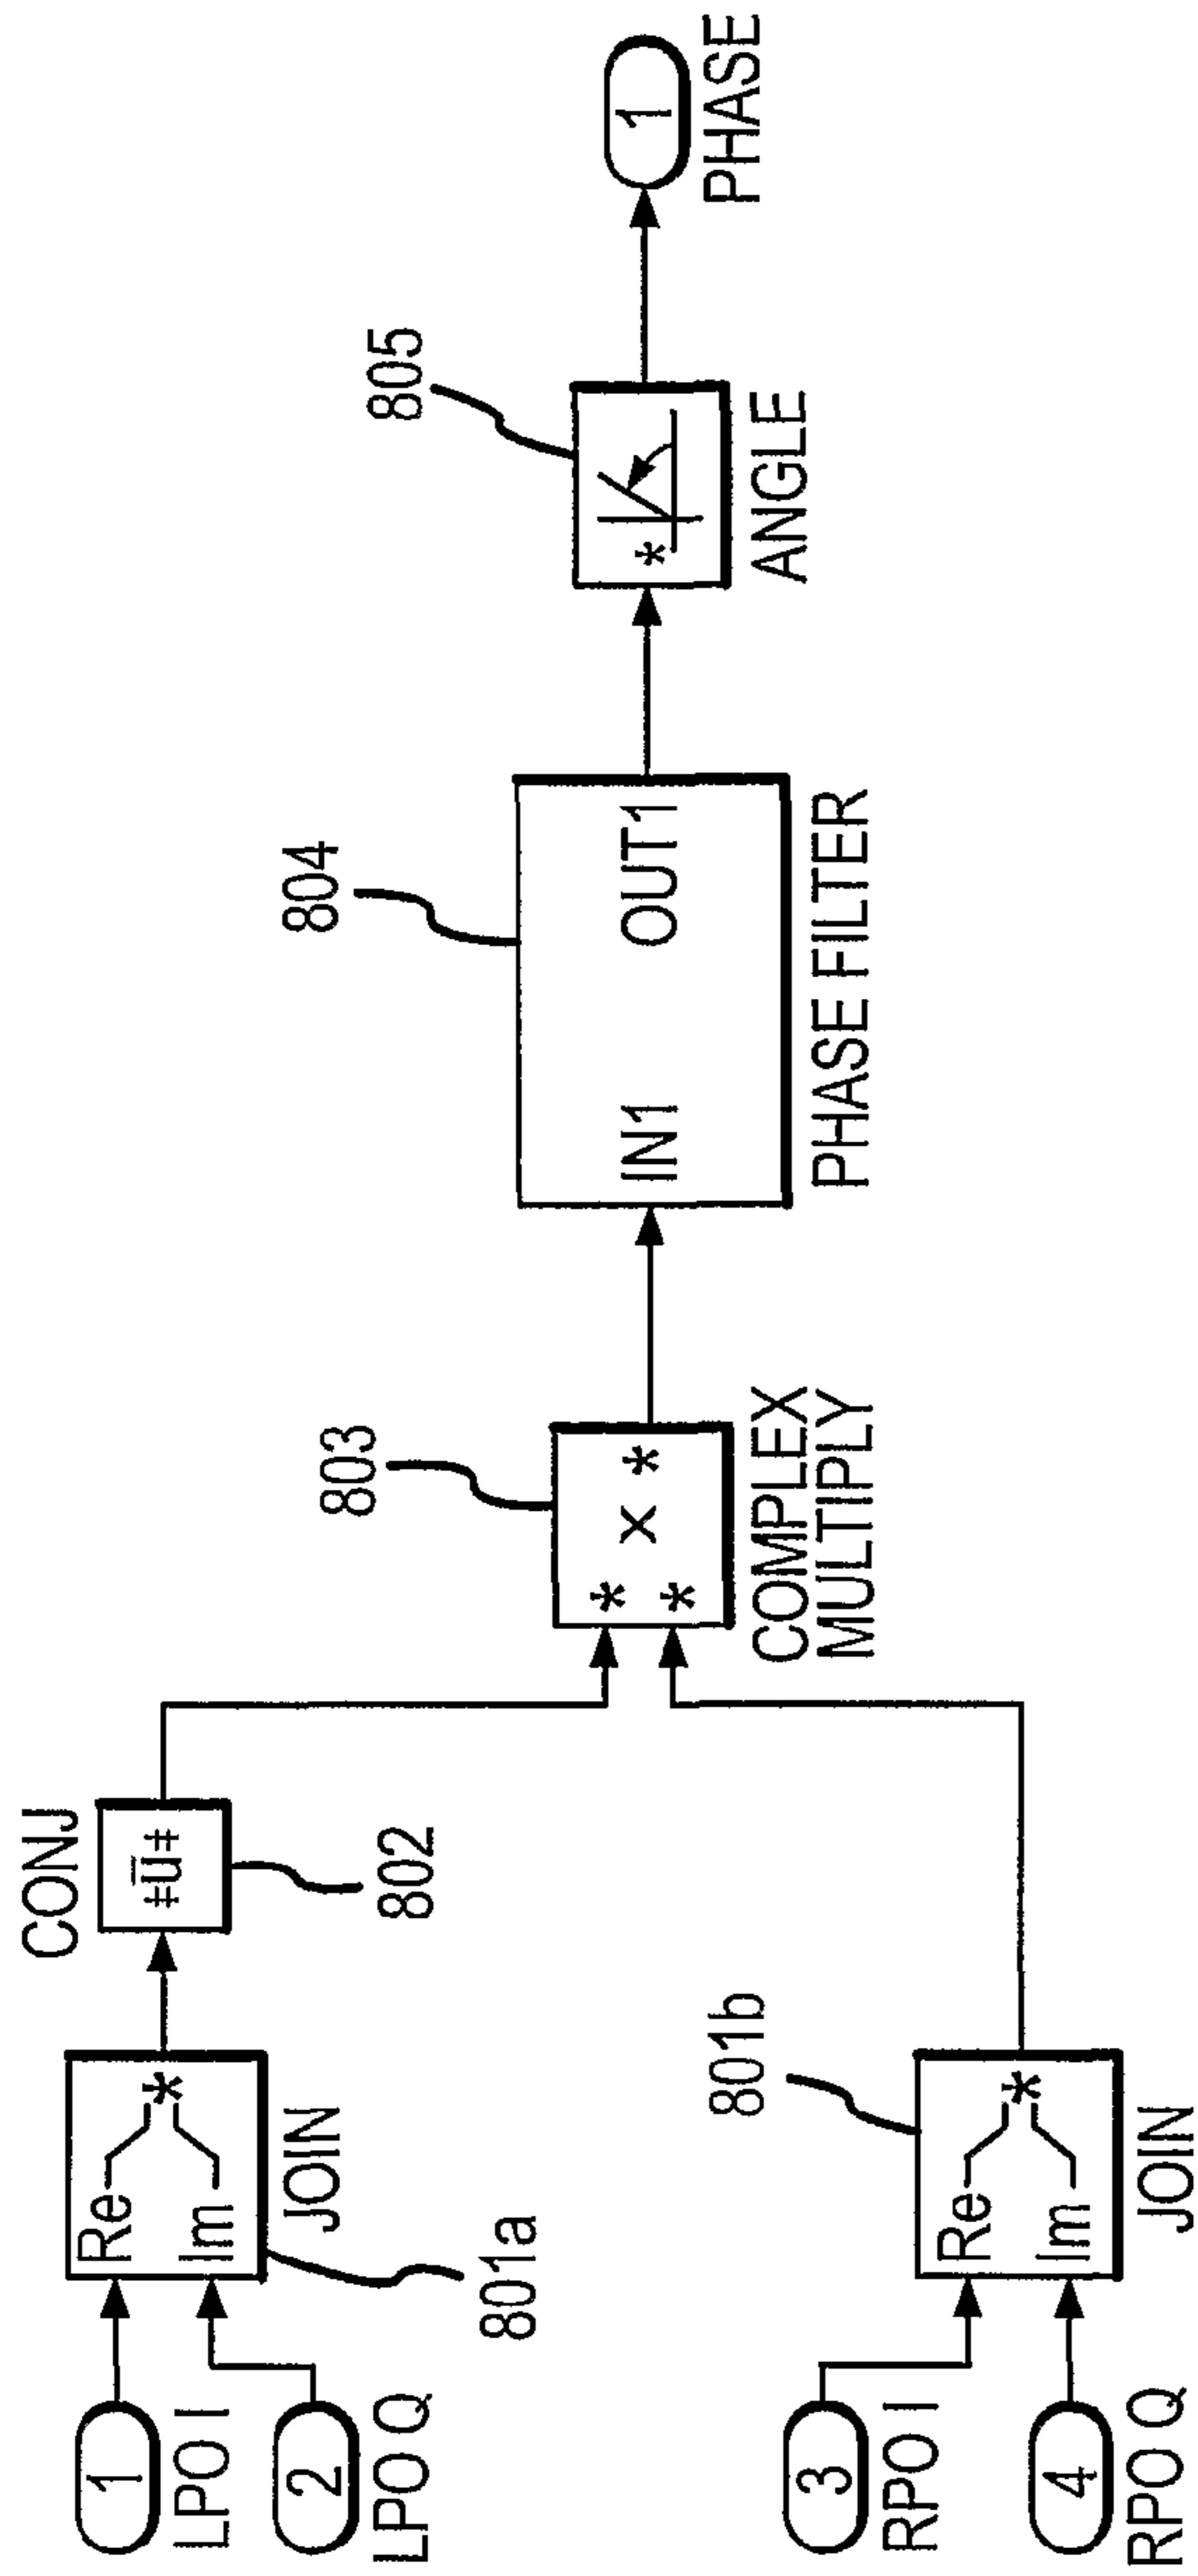 1
LPO I
2
LPO Q
Re
Im
*
JOIN
801a
CONJ
#ū#
802
3
RPO I
4
RPO Q
Re
Im
*
JOIN
801b
803
*
*
x
*
COMPLEX
MULTIPLY
804
IN1
OUT1
PHASE FILTER
805
*
ANGLE
1
PHASE